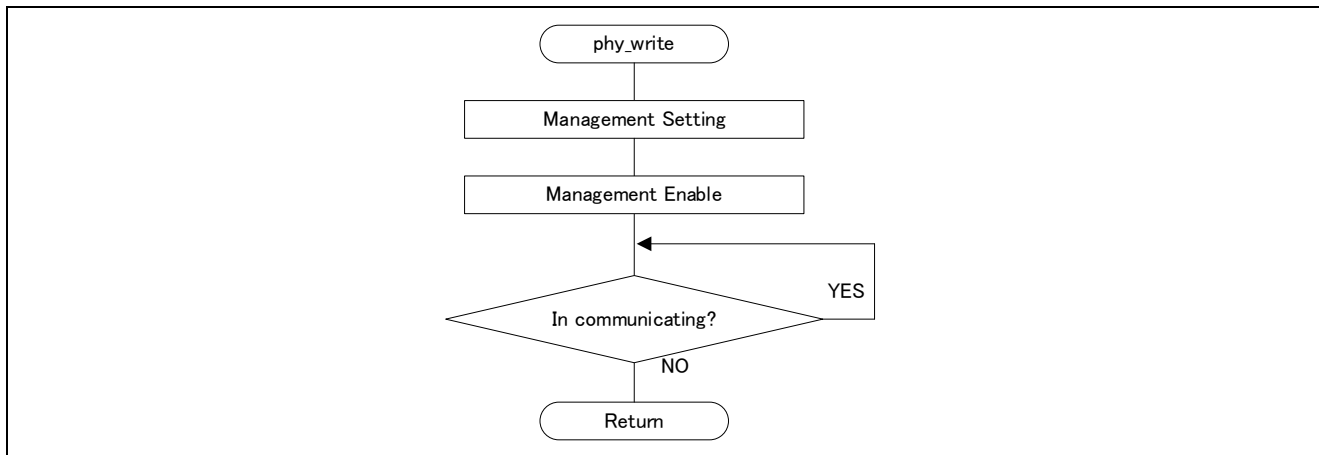 phy_write
Management Setting
Management Enable
YES
In communicating?
NO
Return